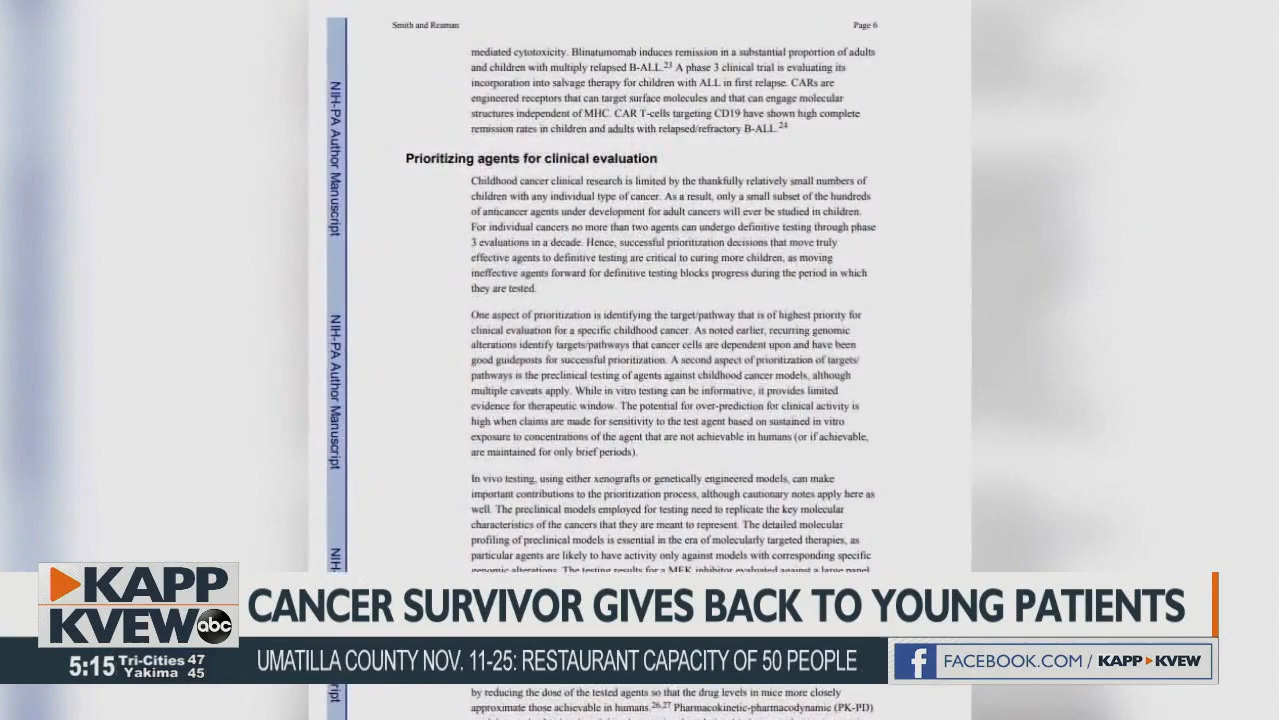 Smith and Reaman
Page 6
mediated cytotoxicity. Blinatumomab induces remission in a substantial proportion of adults
and children with multiply relapsed B-ALL.23 A phase 3 clinical trial is evaluating its
incorporation into salvage therapy for children with ALL in first relapse. CARs are
engineered receptors that can target surface molecules and that can engage molecular
structures independent of MHC. CAR T-cells targeting CD19 have shown high complete
remission rates in children and adults with relapsed/refractory B-ALL.24
Prioritizing agents for clinical evaluation
Childhood cancer clinical research is limited by the thankfully relatively small numbers of
children with any individual type of cancer. As a result, only a small subset of the hundreds
of anticancer agents under development for adult cancers will ever be studied in children.
For individual cancers no more than two agents can undergo definitive testing through phase
3 evaluations in a decade. Hence, successful prioritization decisions that move truly
effective agents to definitive testing are critical to curing more children, as moving
ineffective agents forward for definitive testing blocks progress during the period in which
they are tested.
One aspect of prioritization is identifying the target/pathway that is of highest priority for
clinical evaluation for a specific childhood cancer. As noted earlier, recurring genomic
alterations identify targets/pathways that cancer cells are dependent upon and have been
good guideposts for successful prioritization. A second aspect of prioritization of targets/
pathways is the preclinical testing of agents against childhood cancer models, although
multiple caveats apply. While in vitro testing can be informative, it provides limited
evidence for therapeutic window. The potential for over-prediction for clinical activity is
high when claims are made for sensitivity to the test agent based on sustained in vitro
exposure to concentrations of the agent that are not achievable in humans (or if achievable,
are maintained for only brief periods).
In vivo testing, using either xenografts or genetically engineered models, can make
important contributions to the prioritization process, although cautionary notes apply here as
well. The preclinical models employed for testing need to replicate the key molecular
characteristics of the cancers that they are meant to represent. The detailed molecular
profiling of preclinical models is essential in the era of molecularly targeted therapies, as
particular agents are likely to have activity only against models with corresponding specific
genomic alterations. The testing results for a MEK inhibitor evaluated against a large panel
NIH-PA Author Manuscript
NIH-PA Author Manuscript
NIH
ript
KAPP
KVEW abc
CANCER SURVIVOR GIVES BACK TO YOUNG PATIENTS
5:15 Tri-Cities 47
Yakima 45
UMATILLA COUNTY NOV. 11-25: RESTAURANT CAPACITY OF 50 PEOPLE
f FACEBOOK.COM / KAPP KVEW
by reducing the dose of the tested agents so that the drug levels in mice more closely
approximate those achievable in humans.26,27 Pharmacokinetic-pharmacodynamic (PK-PD)